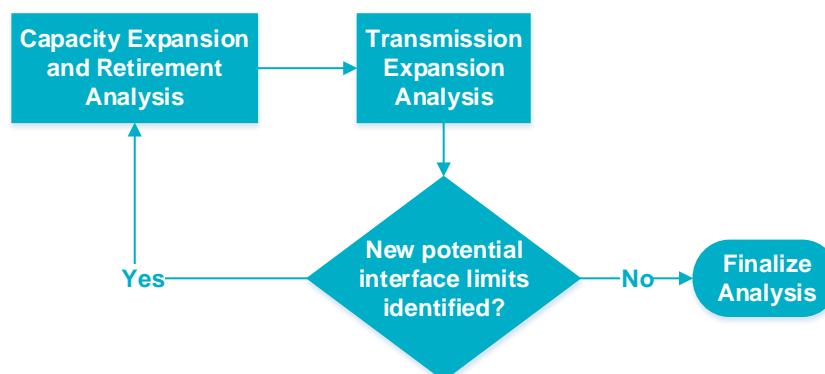 Capacity Expansion
and Retirement
Analysis
Transmission
Expansion
Analysis
New potential
interface limits
identified?
Yes
No
Finalize
Analysis